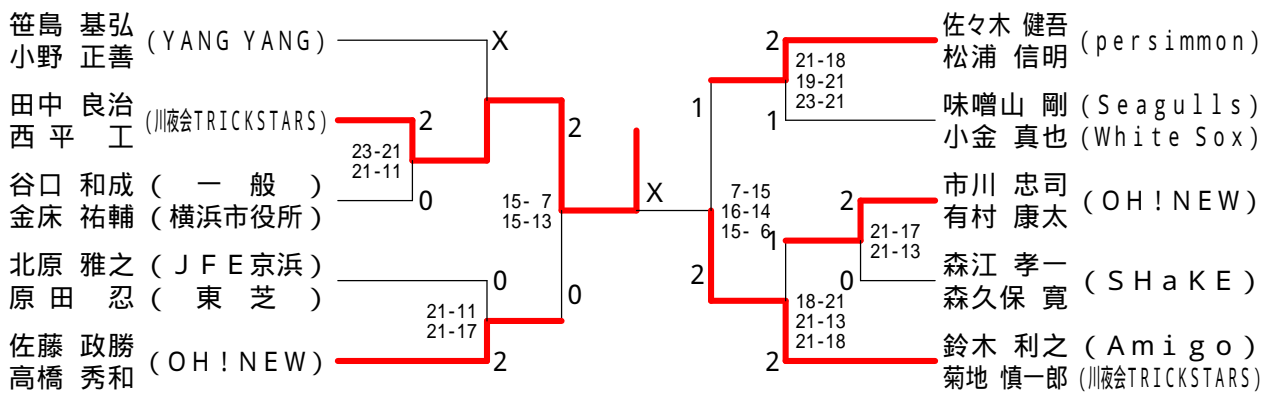 笹島 基弘
小野 正善
(YANG YANG)
X
田中 良治
西平 工
(川夜会TRICKSTARS)
2
23-21
21-11
谷口 和成 ( 一 般 )
金床 祐輔 (横浜市役所)
0
2
15- 7
15-13
北原 雅之 (JFE京浜)
原田 忍 ( 東 芝 )
0
21-11
21-17
0
佐藤 政勝
高橋 秀和
(OH!NEW)
2
X
佐々木 健吾
松浦 信明
(persimmon)
2
21-18
19-21
23-21
1
味噌山 剛 (Seagulls)
小金 真也 (White Sox)
1
7-15
16-14
15- 6
市川 忠司
有村 康太
(OH!NEW)
2
21-17
21-13
1
森江 孝一
森久保 寛
(SHaKE)
0
2
18-21
21-13
21-18
鈴木 利之 (Amigo)
菊地 慎一郎 (川夜会TRICKSTARS)
2